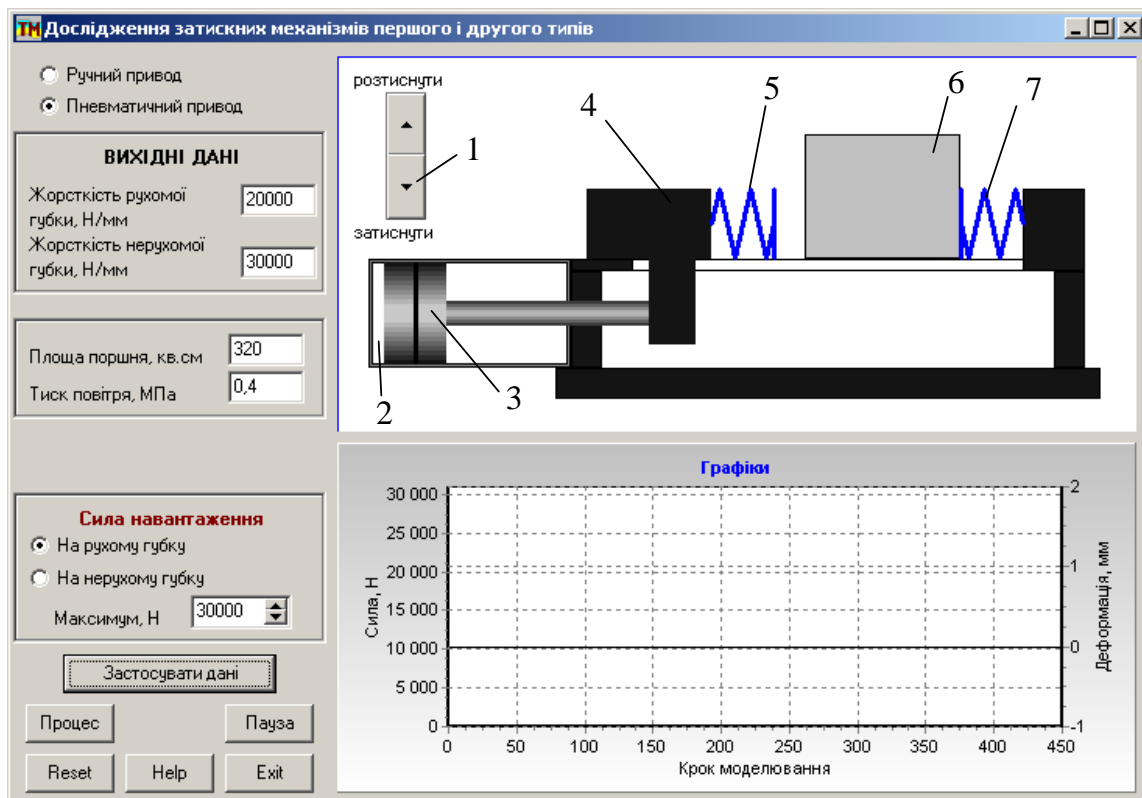 TM Дослідження затискних механізмів першого і другого типів
Ручний привод
Пневматичний привод
ВИХІДНІ ДАНІ
Жорсткість рухомої
губки, Н/мм
20000
Жорсткість нерухомої
губки, Н/мм
30000
Площа поршня, кв.см
320
Тиск повітря, МПа
0,4
Сила навантаження
На рухому губку
На нерухому губку
Максимум, Н
30000
Застосувати дані
Процес
Пауза
Reset
Help
Exit
розтиснути
затиснути
1
2
3
4
5
6
7
Графіки
Сила, Н
30 000
25 000
20 000
15 000
10 000
5 000
0
0 50 100 150 200 250 300 350 400 450
Крок моделювання
2
1
0
-1
Деформація, мм